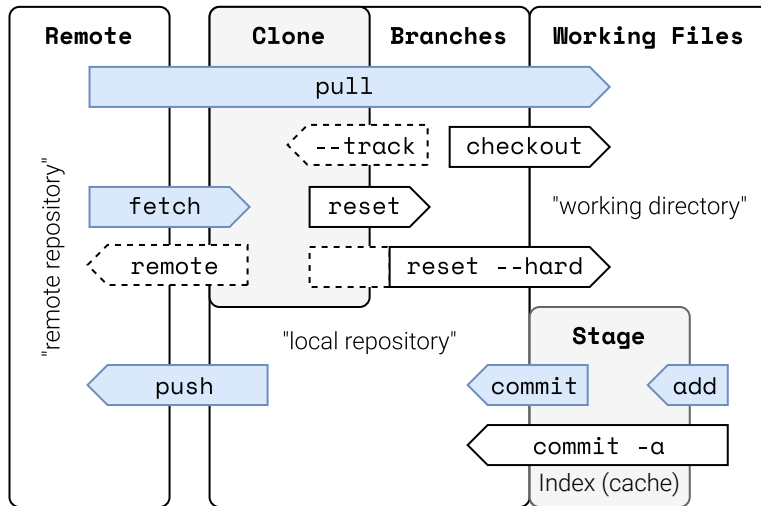 Remote
Clone
Branches
Working Files
pull
--track
checkout
"remote repository"
fetch
reset
"working directory"
remote
reset --hard
"local repository"
Stage
push
commit
add
commit -a
Index (cache)